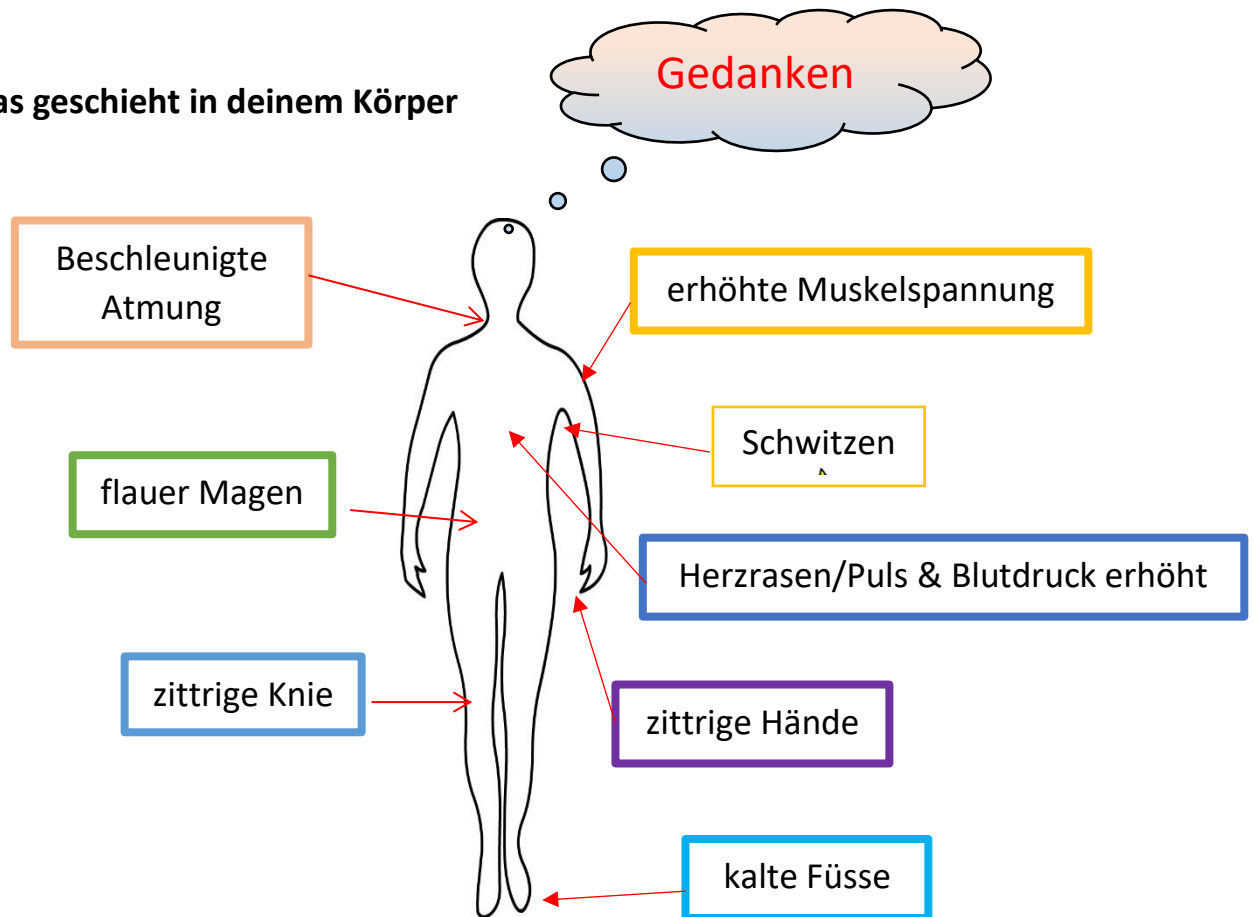 Gedanken
as geschieht in deinem Körper
Beschleunigte
Atmung
erhöhte Muskelspannung
Schwitzen
flauer Magen
Herzrasen/Puls & Blutdruck erhöht
zittrige Knie
zittrige Hände
kalte Füsse